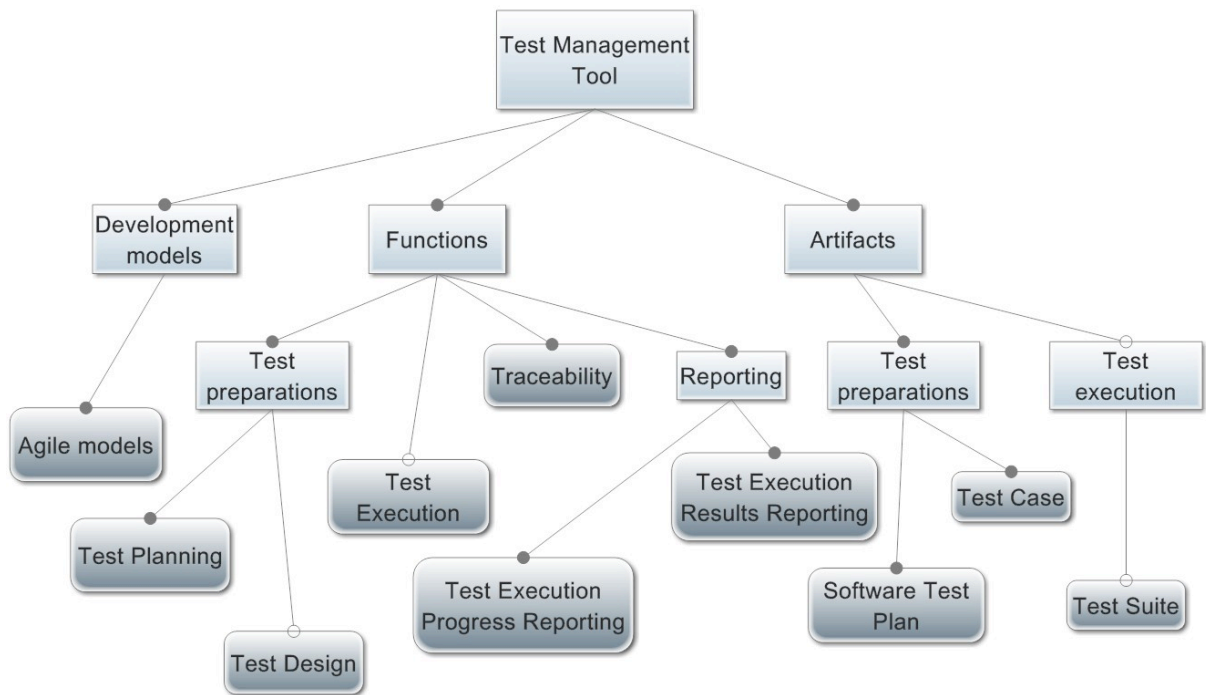 Test Management
Tool
Development
models
Functions
Artifacts
Test
preparations
Traceability
Reporting
Test
preparations
Test
execution
Agile models
Test
Execution
Test Execution
Results Reporting
Test Case
Test Planning
Test Execution
Progress Reporting
Software Test
Plan
Test Suite
Test Design